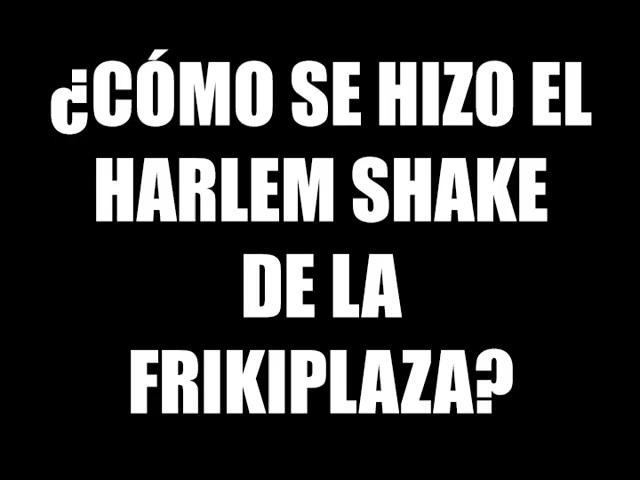 ¿CÓMO SE HIZO EL
HARLEM SHAKE
DE LA
FRIKIPLAZA?